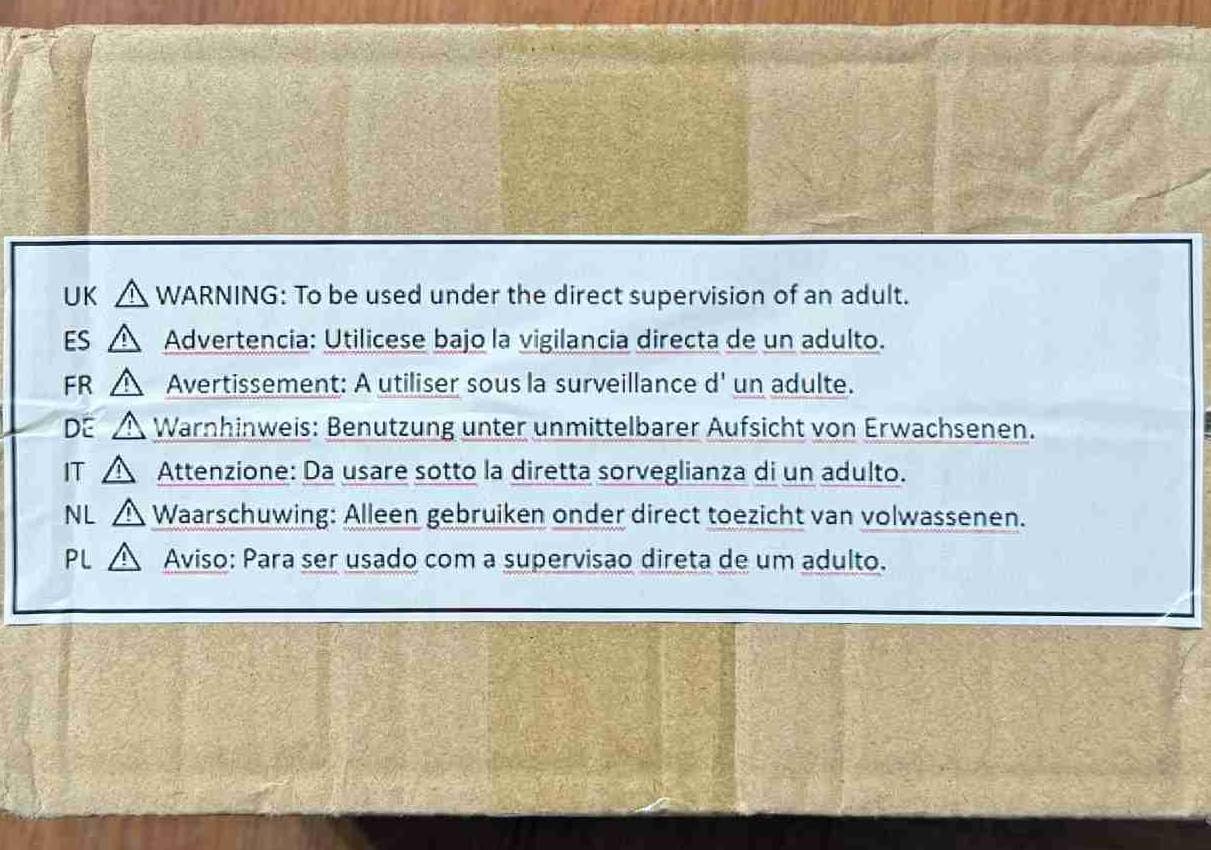 UK ⚠ WARNING: To be used under the direct supervision of an adult.
ES ⚠ Advertencia: Utilicese bajo la vigilancia directa de un adulto.
FR ⚠ Avertissement: A utiliser sous la surveillance d' un adulte.
DE ⚠ Warnhinweis: Benutzung unter unmittelbarer Aufsicht von Erwachsenen.
IT ⚠ Attenzione: Da usare sotto la diretta sorveglianza di un adulto.
NL ⚠ Waarschuwing: Alleen gebruiken onder direct toezicht van volwassenen.
PL ⚠ Aviso: Para ser usado com a supervisao direta de um adulto.